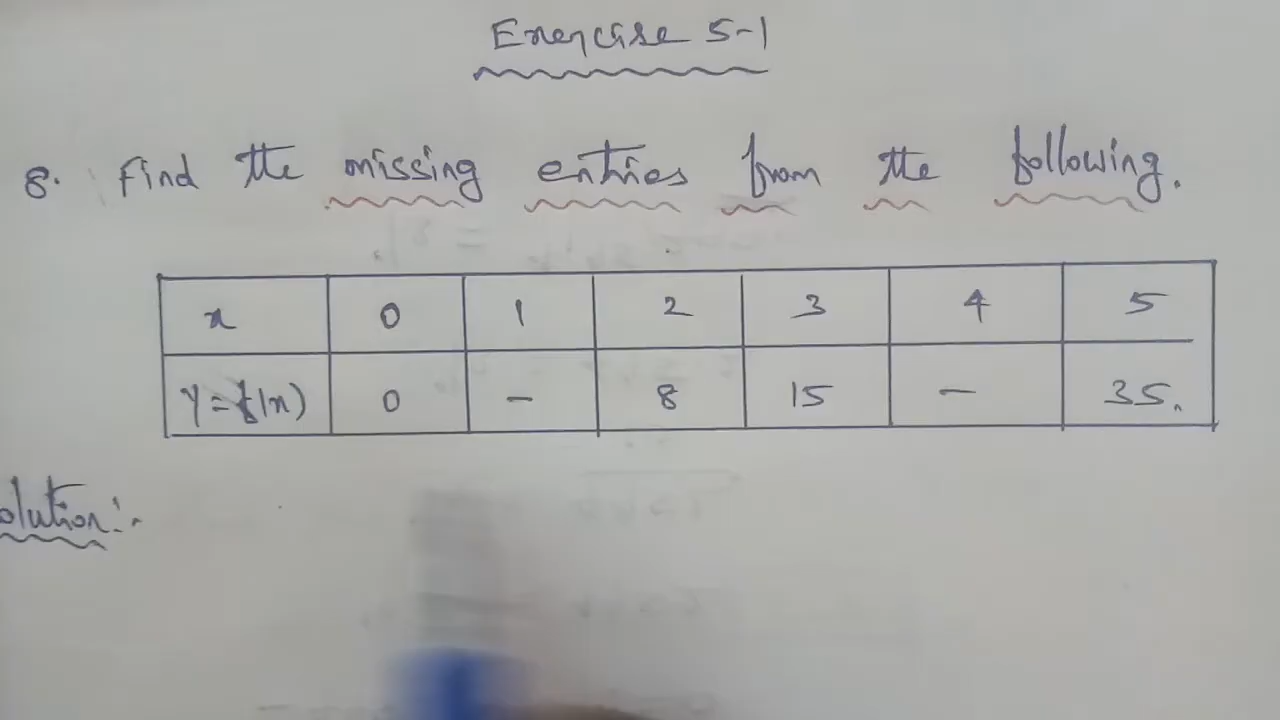 Exercise 5-1
8. Find the missing entries from the following.
x 0 1 2 3 4 5
y=f(x) 0 - 8 15 - 35.
olution:-